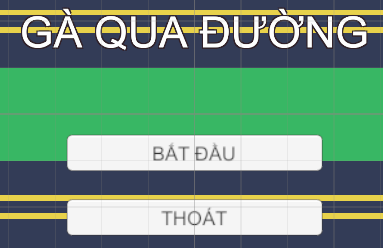 GÀ QUA ĐƯỜNG
BẮT ĐẦU
THOÁT